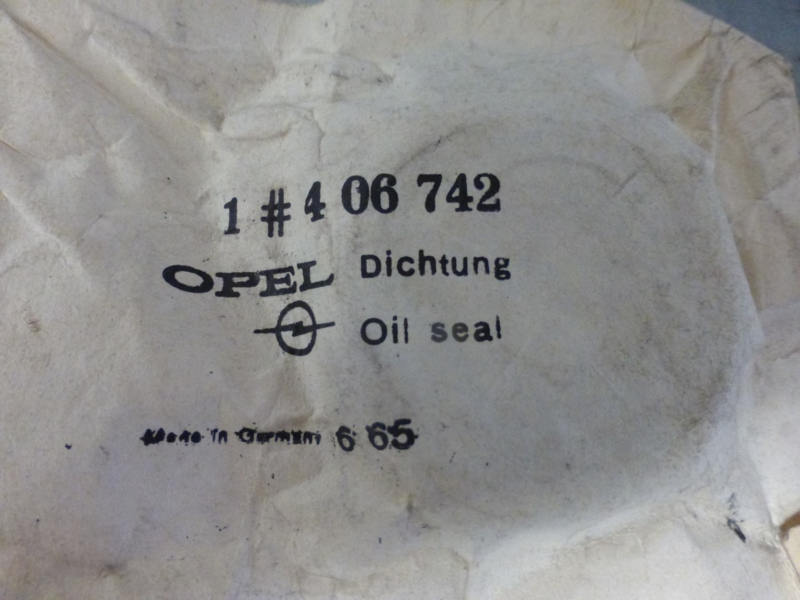 1 # 4 06 742
OPEL Dichtung
Oil seal
Made in Germany 6 65